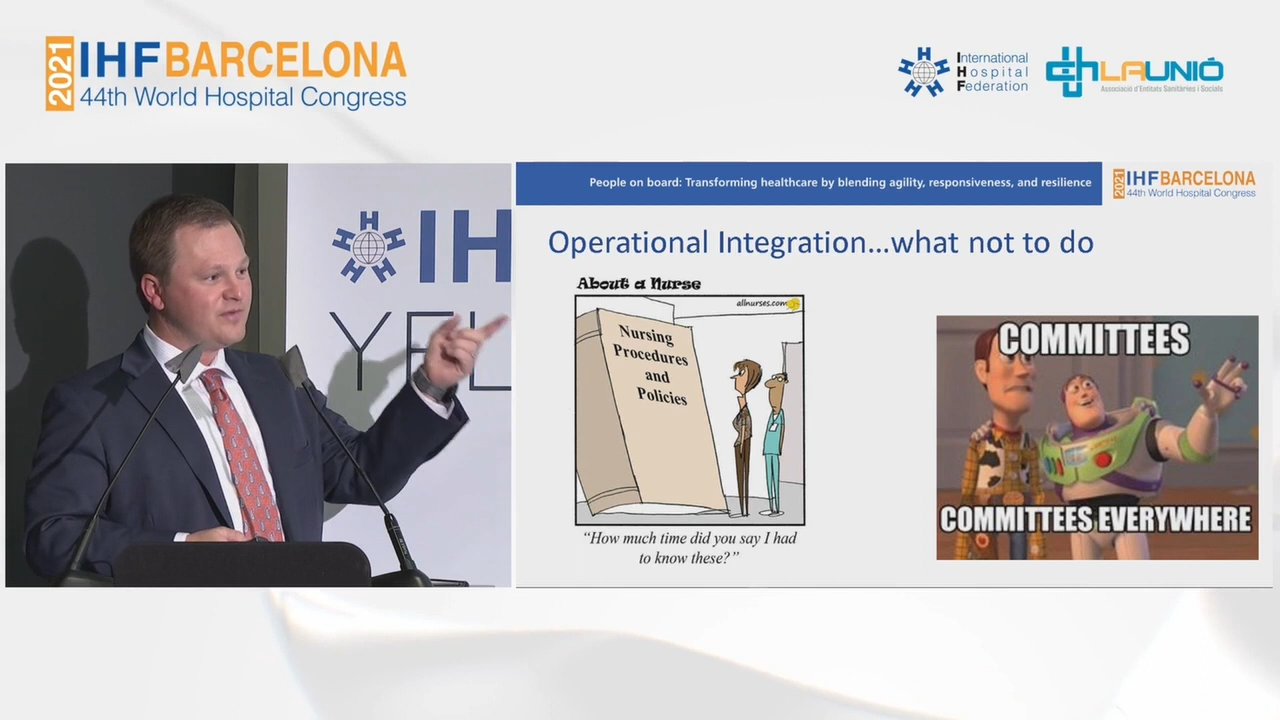 2021
IHF BARCELONA
44th World Hospital Congress
International
Hospital
Federation
LAUNIÓ
Associació d'Entitats Sanitàries i Socials
IH
YEL
People on board: Transforming healthcare by blending agility, responsiveness, and resilience
2021
IHF BARCELONA
44th World Hospital Congress
Operational Integration...what not to do
About a Nurse
allnurses.com
Nursing
Procedures
and
Policies
"How much time did you say I had
to know these?"
COMMITTEES
COMMITTEES EVERYWHERE